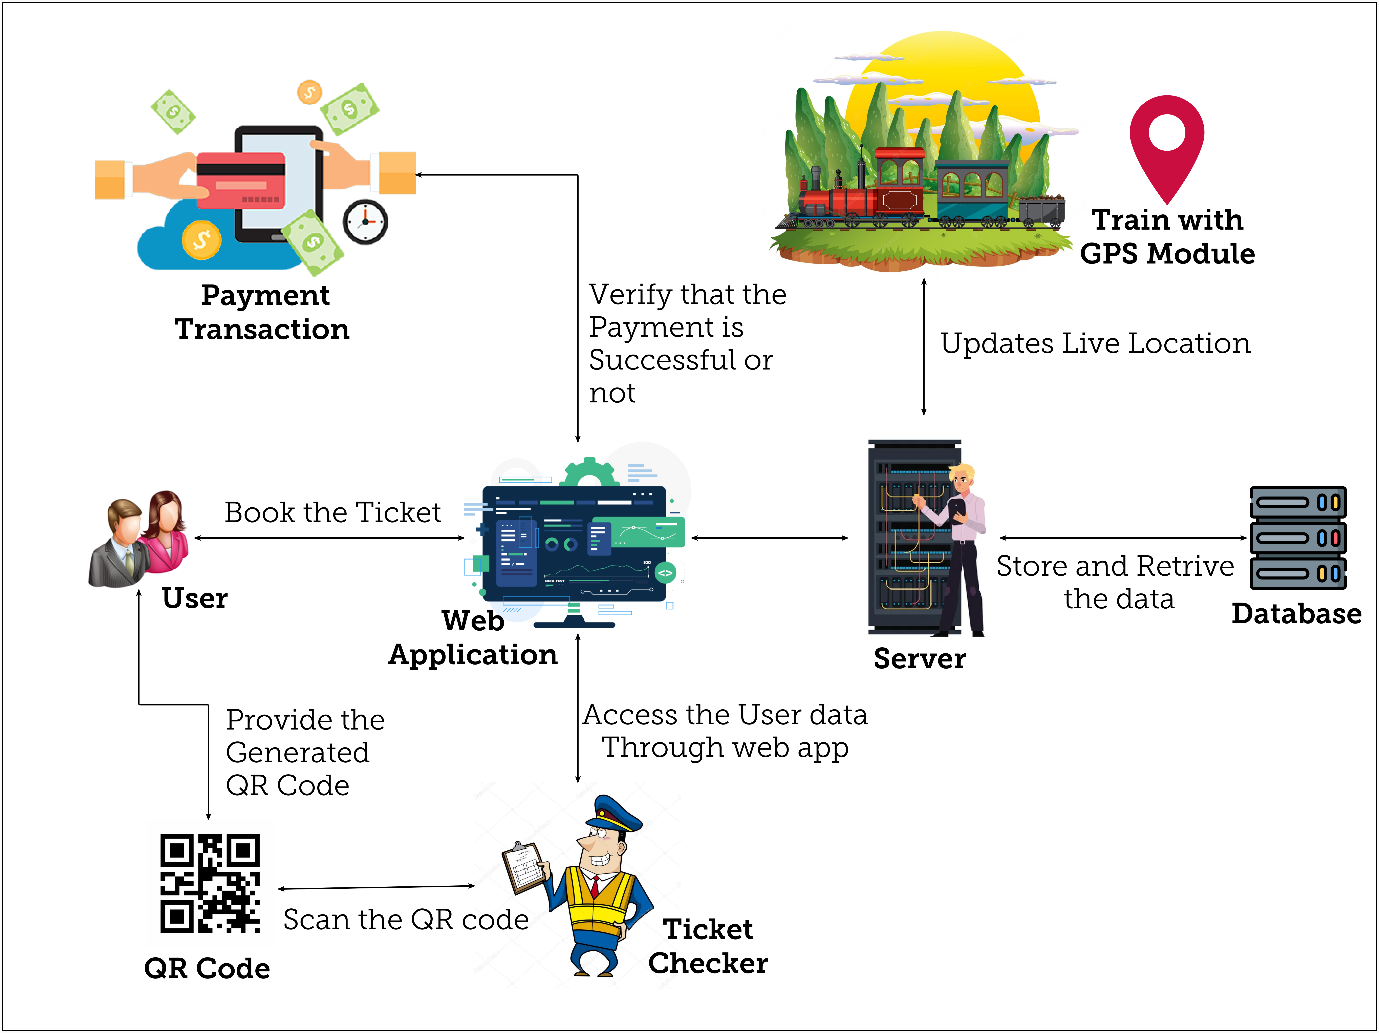 Train with
GPS Module
Payment
Transaction
Verify that the
Payment is
Successful or
not
Updates Live Location
Book the Ticket
User
Web
Application
Server
Store and Retrive
the data
Database
Provide the
Generated
QR Code
Access the User data
Through web app
Scan the QR code
QR Code
Ticket
Checker